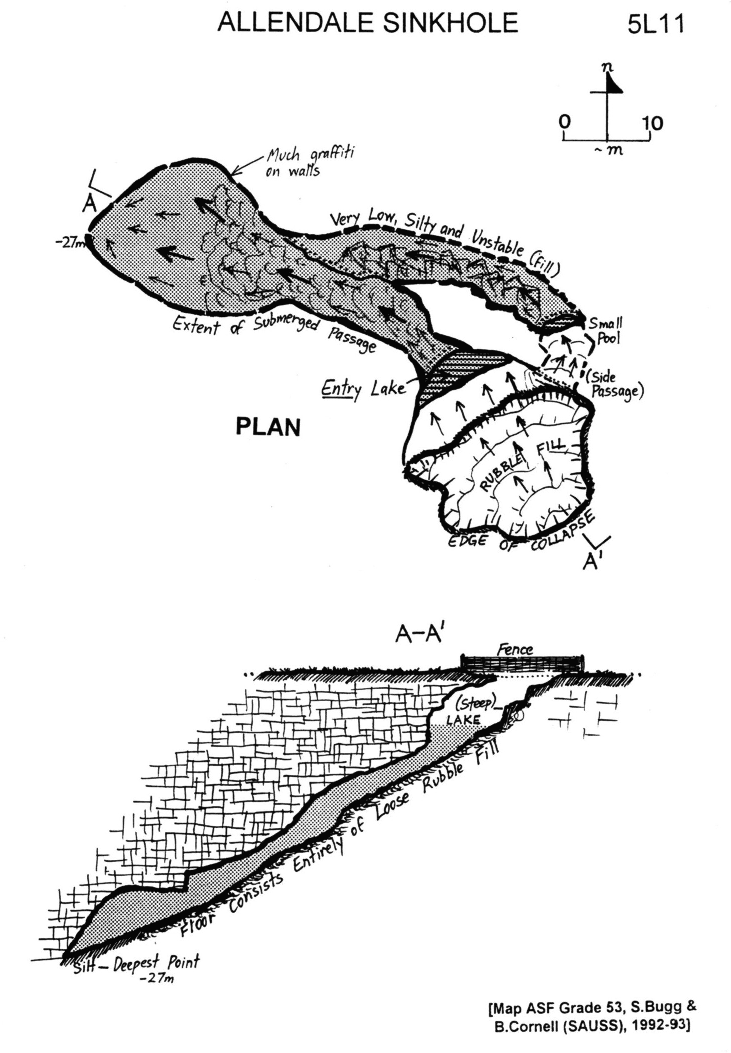 ALLENDALE SINKHOLE 5L11
n
0 10
~ m
Much graffiti
on walls
A
-27m
Very Low, Silty and Unstable (Fill)
Small
Pool
Extent of Submerged Passage
(Side
Passage)
Entry Lake
PLAN
RUBBLE FILL
EDGE OF COLLAPSE
A'
A-A'
Fence
(Steep)
LAKE
Floor Consists Entirely of Loose Rubble Fill
Silt - Deepest Point
-27m
[Map ASF Grade 53, S.Bugg &
B.Cornell (SAUSS), 1992-93]